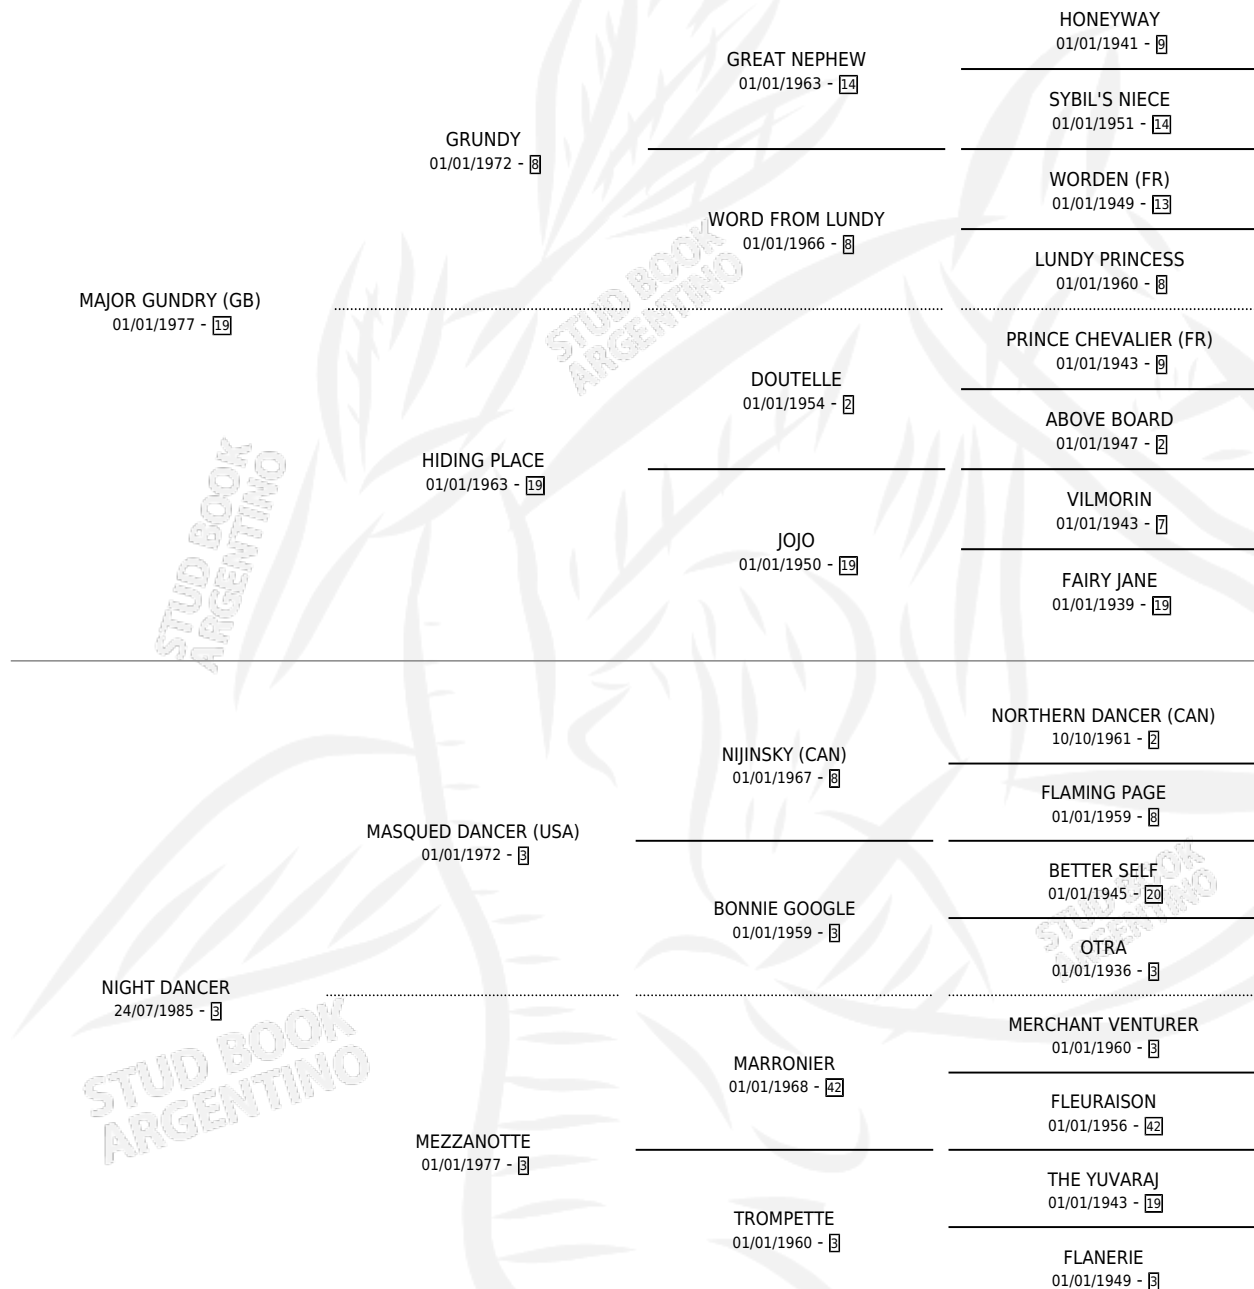 HONEYWAY
01/01/1941 - 9
GREAT NEPHEW
01/01/1963 - 14
SYBIL'S NIECE
01/01/1951 - 14
GRUNDY
01/01/1972 - 8
WORDEN (FR)
01/01/1949 - 13
WORD FROM LUNDY
01/01/1966 - 8
LUNDY PRINCESS
01/01/1960 - 8
MAJOR GUNDRY (GB)
01/01/1977 - 19
PRINCE CHEVALIER (FR)
01/01/1943 - 9
DOUTELLE
01/01/1954 - 2
ABOVE BOARD
01/01/1947 - 2
HIDING PLACE
01/01/1963 - 19
VILMORIN
01/01/1943 - 7
JOJO
01/01/1950 - 19
FAIRY JANE
01/01/1939 - 19
NORTHERN DANCER (CAN)
10/10/1961 - 2
NIJINSKY (CAN)
01/01/1967 - 8
FLAMING PAGE
01/01/1959 - 8
MASQUED DANCER (USA)
01/01/1972 - 3
BETTER SELF
01/01/1945 - 20
BONNIE GOOGLE
01/01/1959 - 3
OTRA
01/01/1936 - 3
NIGHT DANCER
24/07/1985 - 3
MERCHANT VENTURER
01/01/1960 - 3
MARRONIER
01/01/1968 - 42
FLEURAISON
01/01/1956 - 42
MEZZANOTTE
01/01/1977 - 3
THE YUVARAJ
01/01/1943 - 19
TROMPETTE
01/01/1960 - 3
FLANERIE
01/01/1949 - 3
STUD BOOK
ARGENTINO
STUD BOOK
ARGENTINO
STUD BOOK
ARGENTINO
STUD BOOK
ARGENTINO